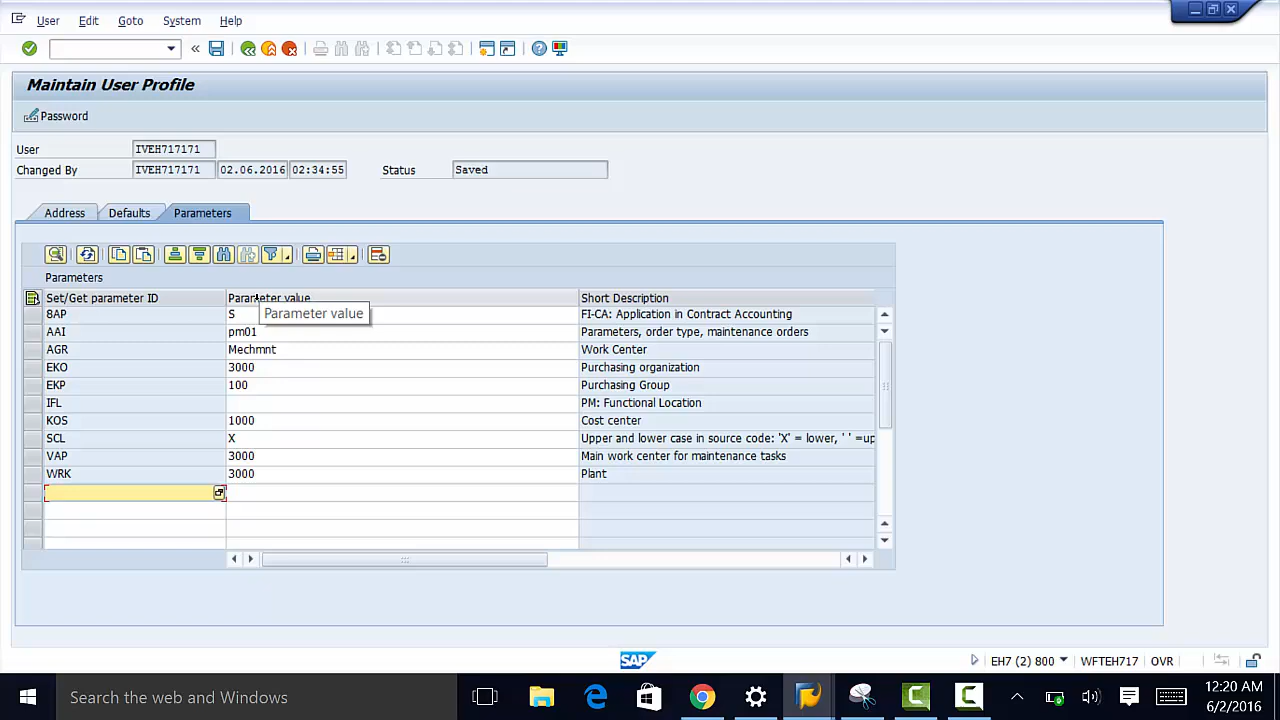 User Edit Goto System Help
Maintain User Profile
Password
User IVEH717171
Changed By IVEH717171 02.06.2016 02:34:55 Status Saved
Address Defaults Parameters
Parameters
Set/Get parameter ID Parameter value Short Description
Parameter value
8AP S FI-CA: Application in Contract Accounting
AAI pm01 Parameters, order type, maintenance orders
AGR Mechmnt Work Center
EKO 3000 Purchasing organization
EKP 100 Purchasing Group
IFL PM: Functional Location
KOS 1000 Cost center
SCL X Upper and lower case in source code: 'X' = lower, ' ' =up
VAP 3000 Main work center for maintenance tasks
WRK 3000 Plant
SAP EH7 (2) 800 WFTEH717 OVR
Search the web and Windows
12:20 AM
6/2/2016